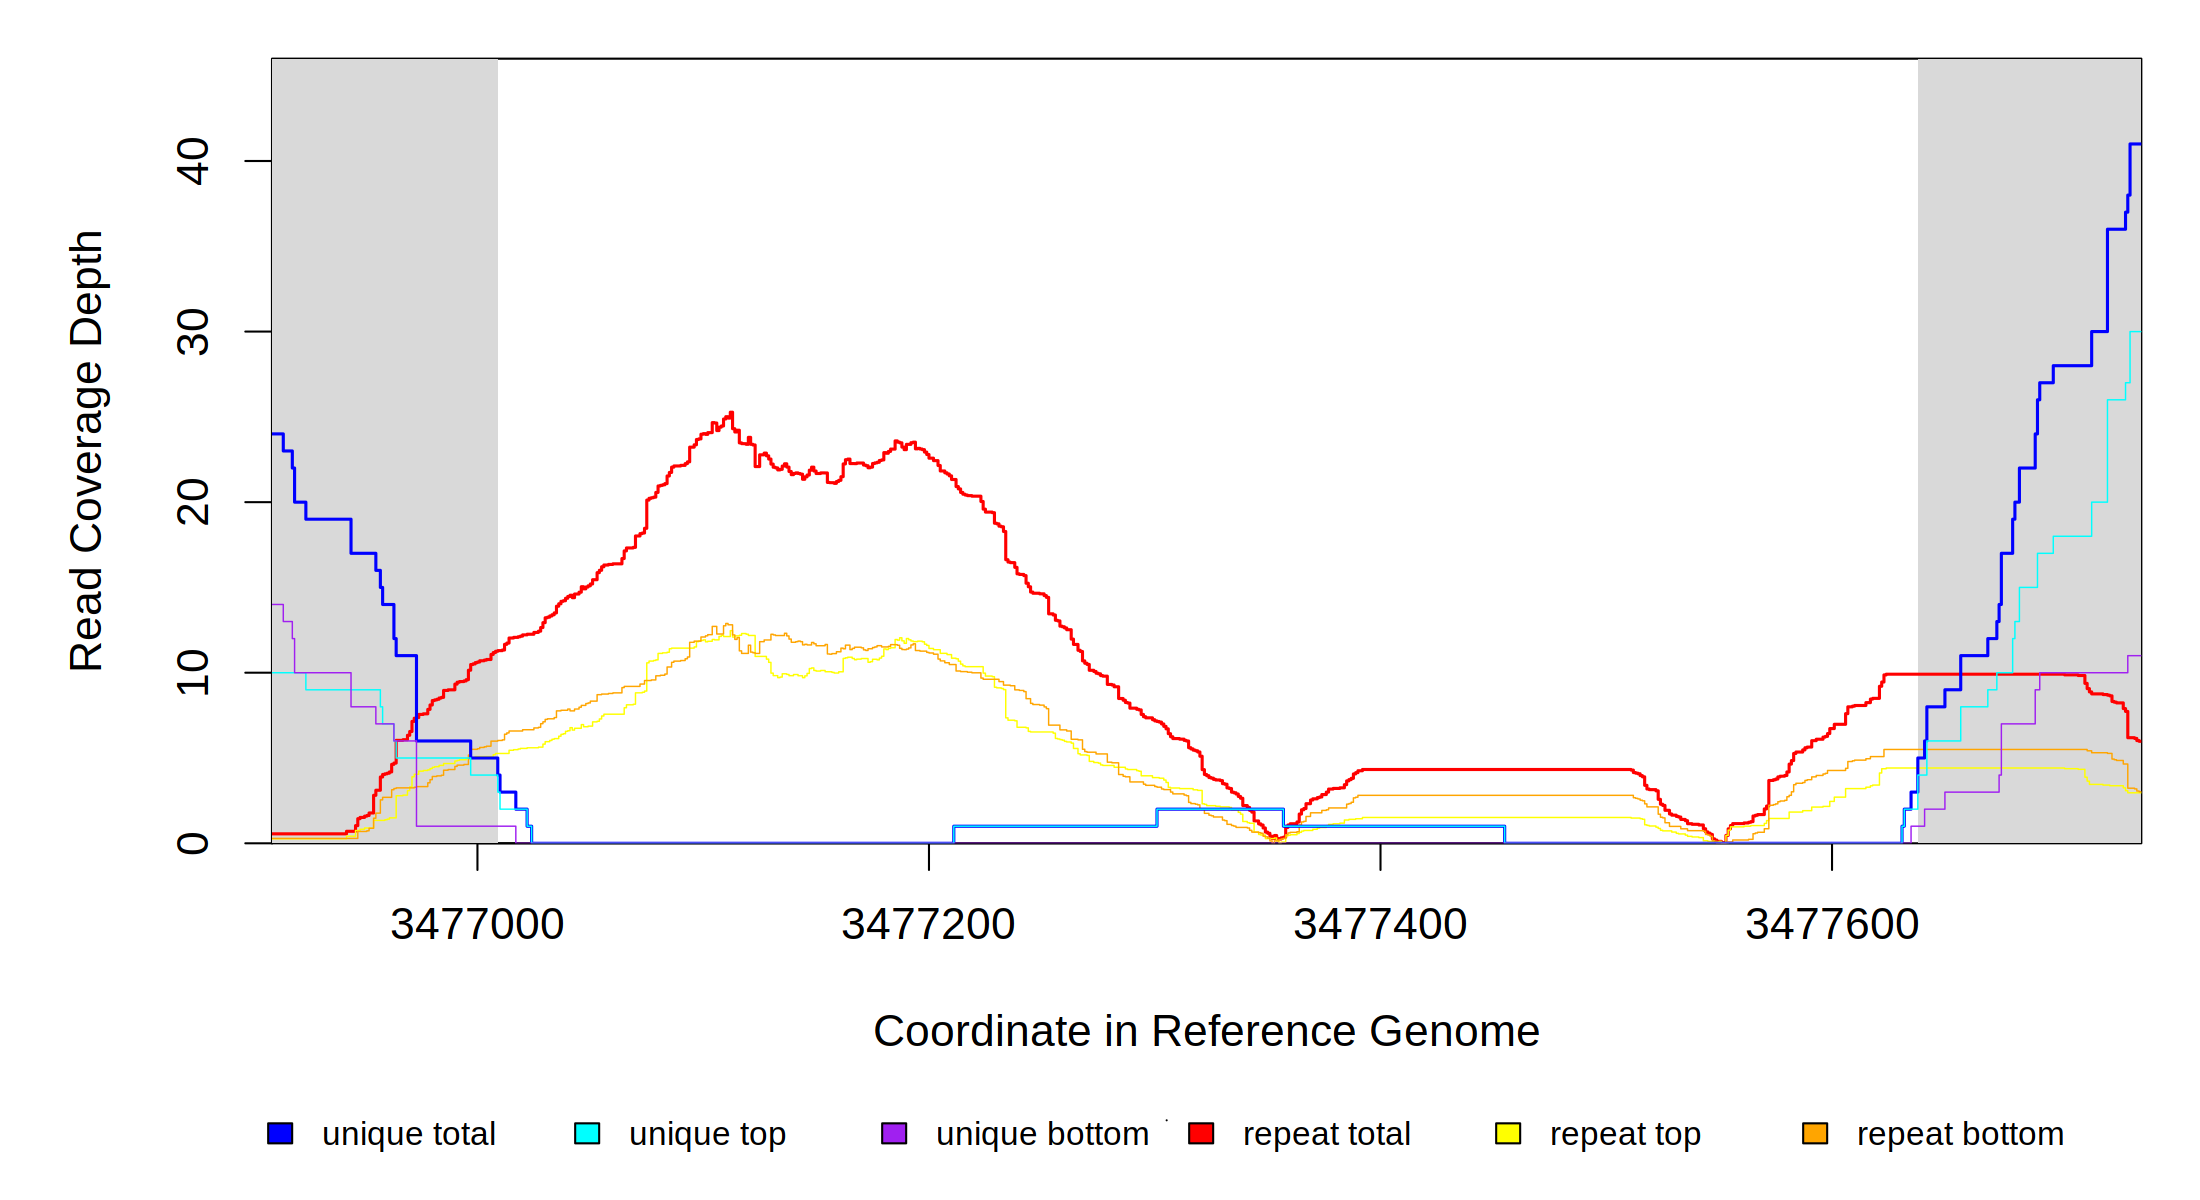 Read Coverage Depth
40
30
20
10
0
3477000 3477200 3477400 3477600
Coordinate in Reference Genome
unique total unique top unique bottom repeat total repeat top repeat bottom